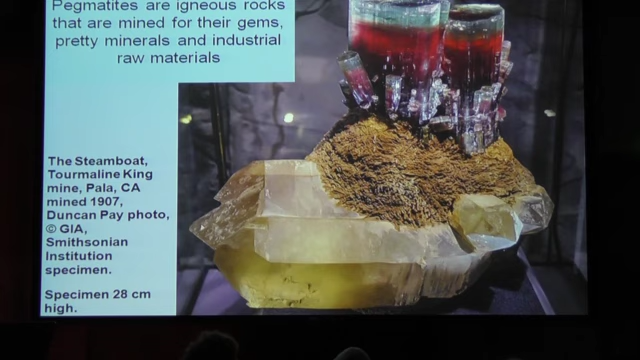 Pegmatites are igneous rocks
that are mined for their gems,
pretty minerals and industrial
raw materials
The Steamboat,
Tourmaline King
mine, Pala, CA
mined 1907,
Duncan Pay photo,
© GIA,
Smithsonian
Institution
specimen.
Specimen 28 cm
high.